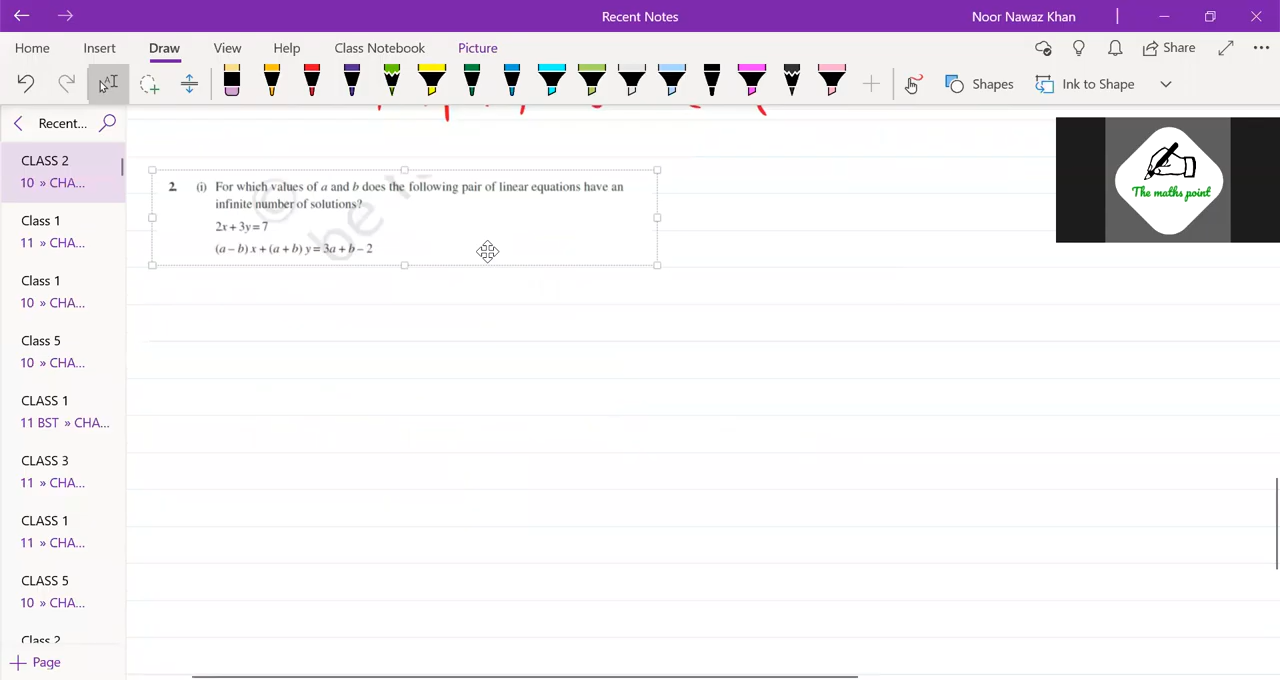 Recent Notes
Noor Nawaz Khan
Home Insert Draw View Help Class Notebook Picture
Share
Shapes
Ink to Shape
Recent...
CLASS 2
10 » CHA...
Class 1
11 » CHA...
Class 1
10 » CHA...
Class 5
10 » CHA...
CLASS 1
11 BST » CHA...
CLASS 3
11 » CHA...
CLASS 1
11 » CHA...
CLASS 5
10 » CHA...
Class 2
Page
2. (i) For which values of a and b does the following pair of linear equations have an
infinite number of solutions?
2x + 3y = 7
(a – b) x + (a + b) y = 3a + b – 2
© be
The maths point